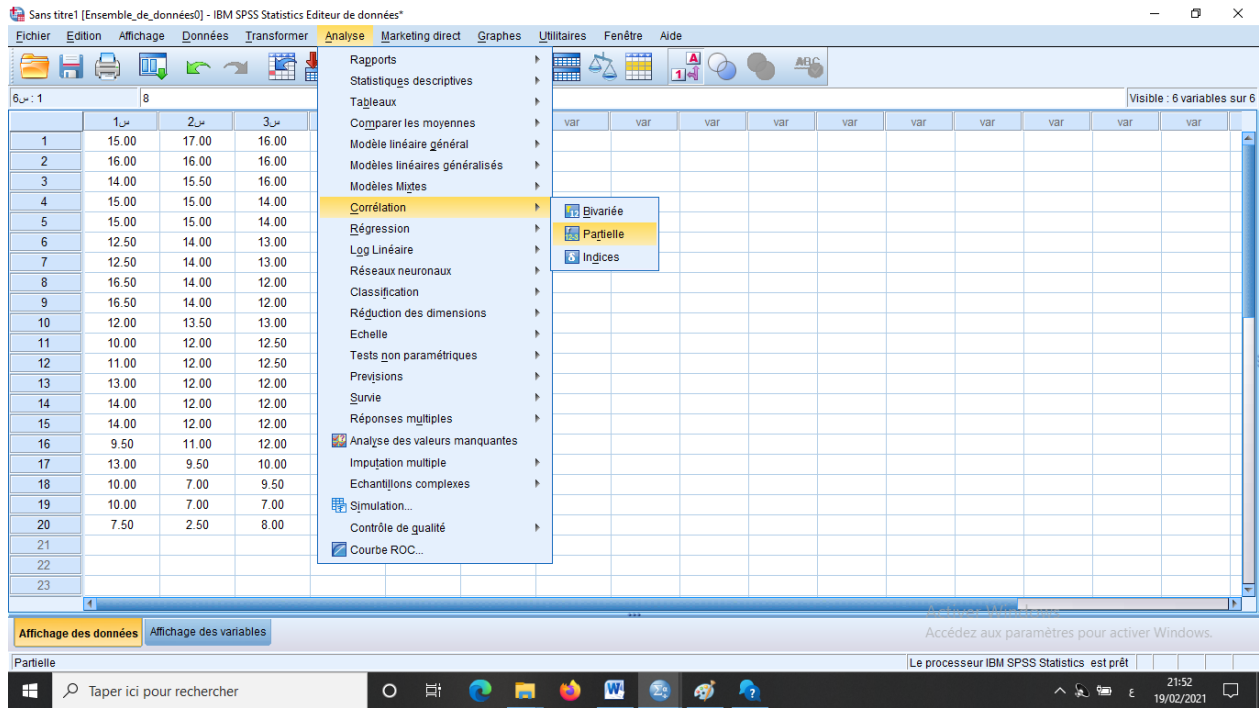 Sans titre1 [Ensemble_de_données0] - IBM SPSS Statistics Editeur de données*
Fichier Edition Affichage Données Transformer Analyse Marketing direct Graphes Utilitaires Fenêtre Aide
6س : 1 8 Visible : 6 variables sur 6
س1 س2 س3 var var var var var var var var var var
1 15.00 17.00 16.00
2 16.00 16.00 16.00
3 14.00 15.50 16.00
4 15.00 15.00 14.00
5 15.00 15.00 14.00
6 12.50 14.00 13.00
7 12.50 14.00 13.00
8 16.50 14.00 12.00
9 16.50 14.00 12.00
10 12.00 13.50 13.00
11 10.00 12.00 12.50
12 11.00 12.00 12.50
13 13.00 12.00 12.00
14 14.00 12.00 12.00
15 14.00 12.00 12.00
16 9.50 11.00 12.00
17 13.00 9.50 10.00
18 10.00 7.00 9.50
19 10.00 7.00 7.00
20 7.50 2.50 8.00
21
22
23
Rapports
Statistiques descriptives
Tableaux
Comparer les moyennes
Modèle linéaire général
Modèles linéaires généralisés
Modèles Mixtes
Corrélation
Régression
Log Linéaire
Réseaux neuronaux
Classification
Réduction des dimensions
Echelle
Tests non paramétriques
Prévisions
Survie
Réponses multiples
Analyse des valeurs manquantes
Imputation multiple
Echantillons complexes
Simulation...
Contrôle de qualité
Courbe ROC...
Bivariée
Partielle
Indices
Activer Windows
Accédez aux paramètres pour activer Windows.
Affichage des données Affichage des variables
Partielle Le processeur IBM SPSS Statistics est prêt
Taper ici pour rechercher
ع 21:52
19/02/2021